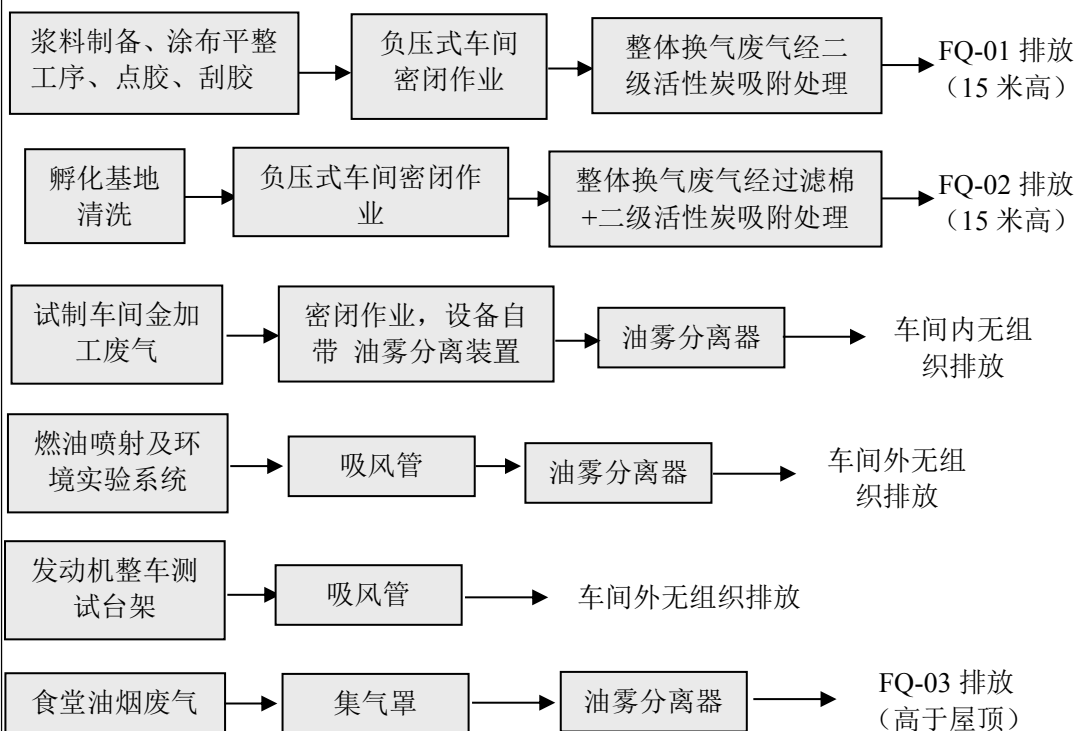 浆料制备、涂布平整
工序、点胶、刮胶
负压式车间
密闭作业
整体换气废气经二
级活性炭吸附处理
FQ-01 排放
（15 米高）
孵化基地
清洗
负压式车间密闭作
业
整体换气废气经过滤棉
+二级活性炭吸附处理
FQ-02 排放
（15 米高）
试制车间金加
工废气
密闭作业，设备自
带 油雾分离装置
油雾分离器
车间内无组
织排放
燃油喷射及环
境实验系统
吸风管
油雾分离器
车间外无组
织排放
发动机整车测
试台架
吸风管
车间外无组织排放
食堂油烟废气
集气罩
油雾分离器
FQ-03 排放
（高于屋顶）